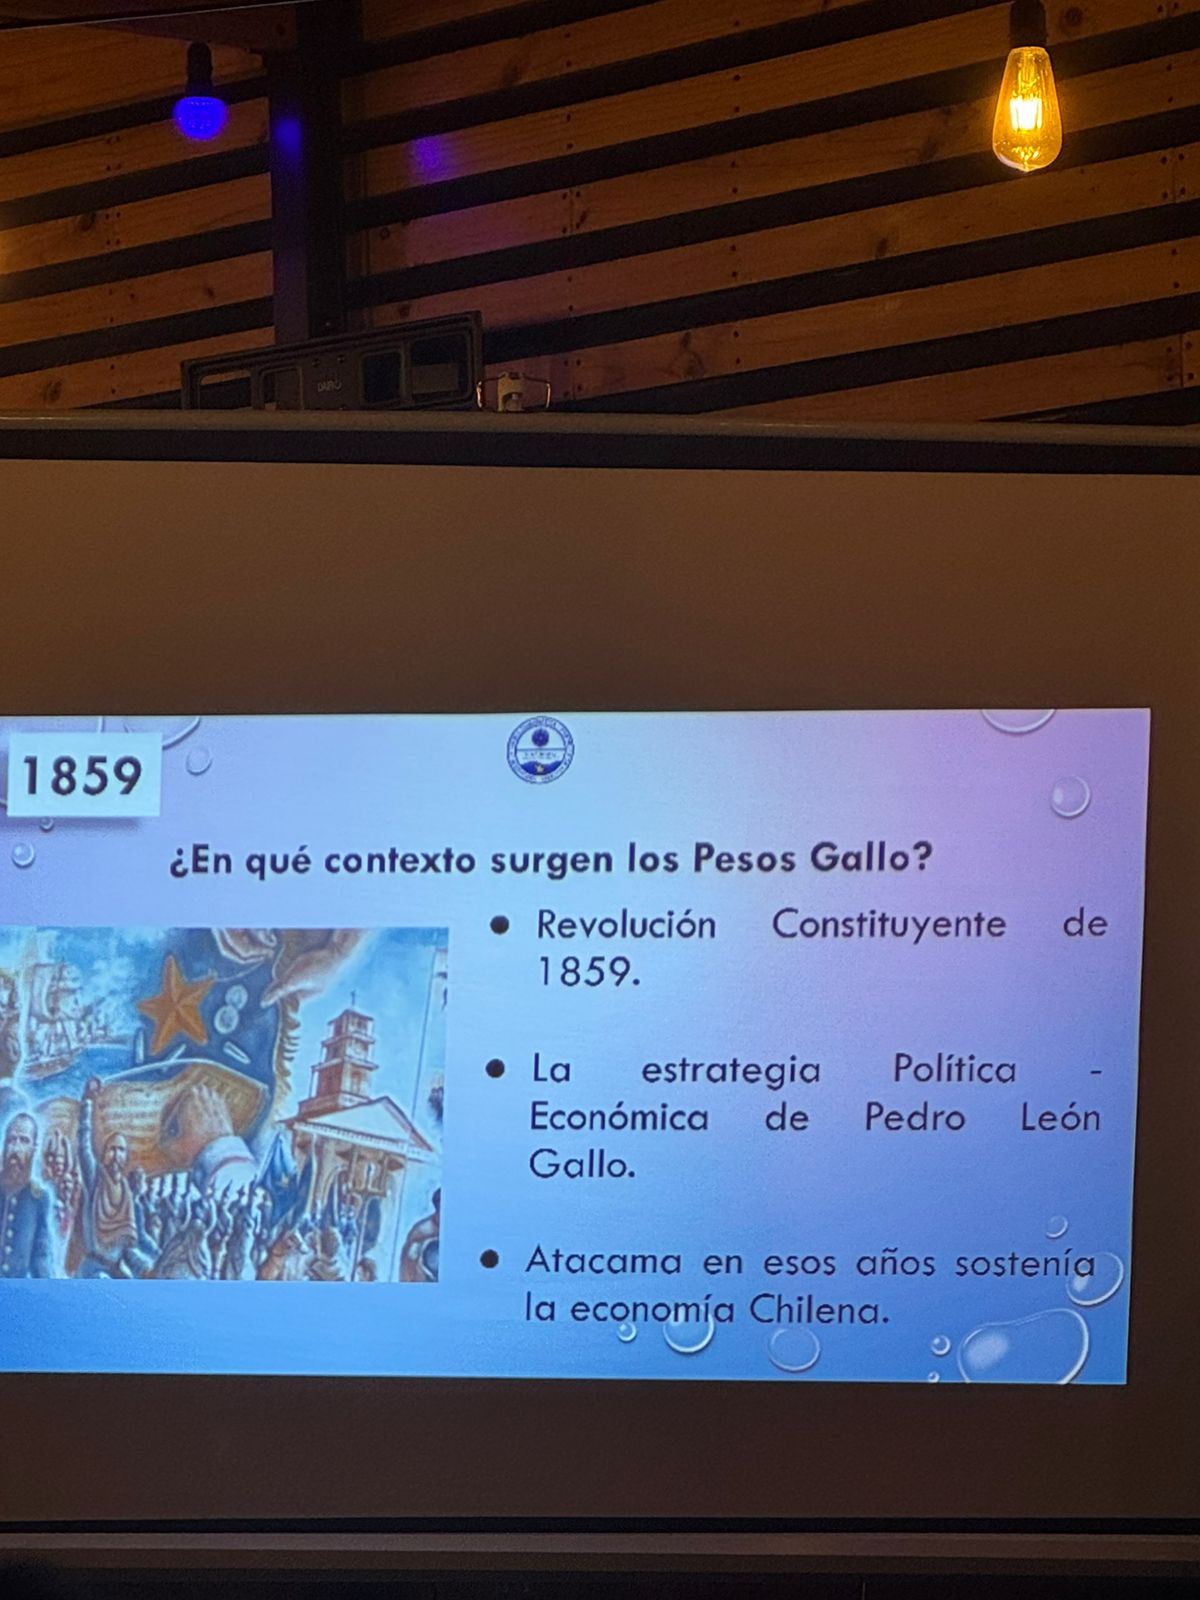 1859
¿En qué contexto surgen los Pesos Gallo?
● Revolución Constituyente de
1859.
● La estrategia Política -
Económica de Pedro León
Gallo.
● Atacama en esos años sostenía
la economía Chilena.